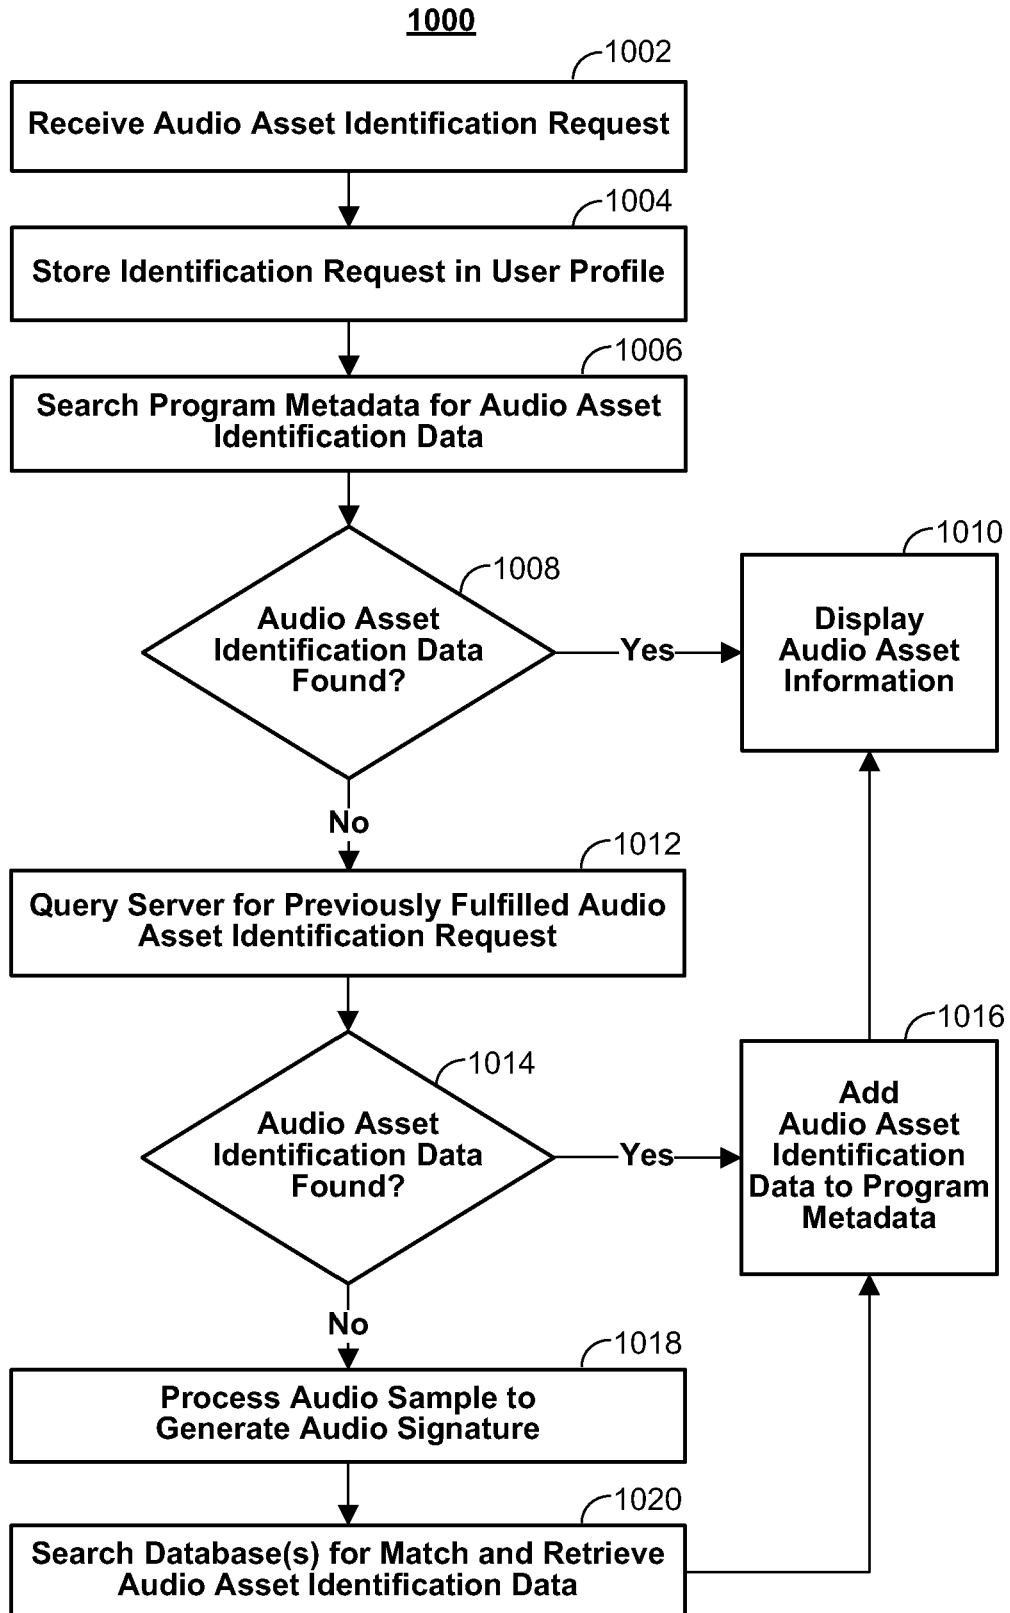 1000
1002
Receive Audio Asset Identification Request
1004
Store Identification Request in User Profile
1006
Search Program Metadata for Audio Asset
Identification Data
1008
Audio Asset
Identification Data
Found?
Yes
1010
Display
Audio Asset
Information
No
1012
Query Server for Previously Fulfilled Audio
Asset Identification Request
1014
Audio Asset
Identification Data
Found?
Yes
1016
Add
Audio Asset
Identification
Data to Program
Metadata
No
1018
Process Audio Sample to
Generate Audio Signature
1020
Search Database(s) for Match and Retrieve
Audio Asset Identification Data